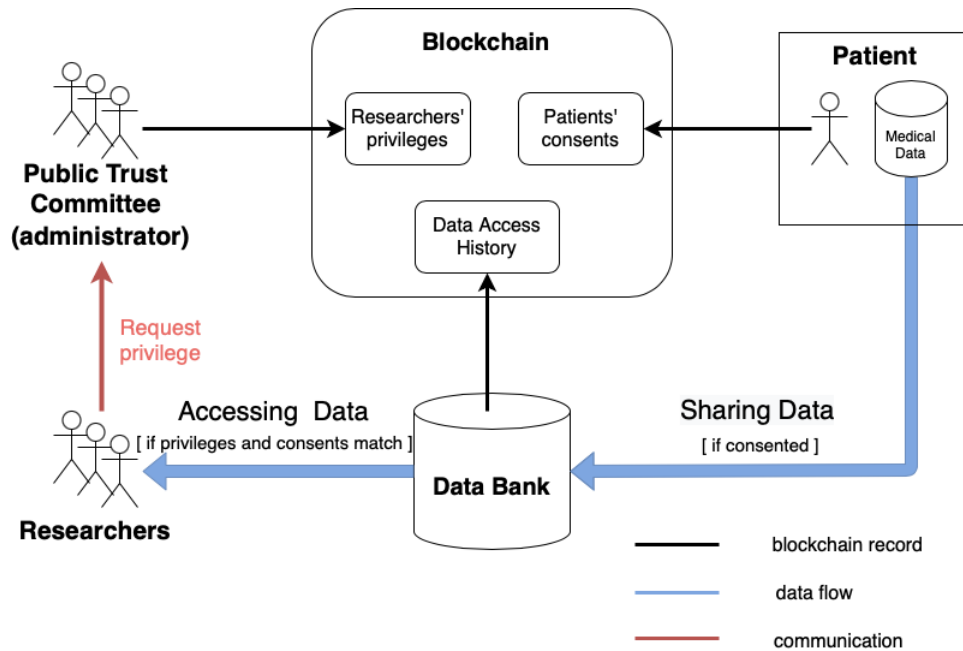 Blockchain
Researchers'
privileges
Patients'
consents
Data Access
History
Patient
Medical
Data
Public Trust
Committee
(administrator)
Request
privilege
Researchers
Accessing Data
[ if privileges and consents match ]
Data Bank
Sharing Data
[ if consented ]
blockchain record
data flow
communication